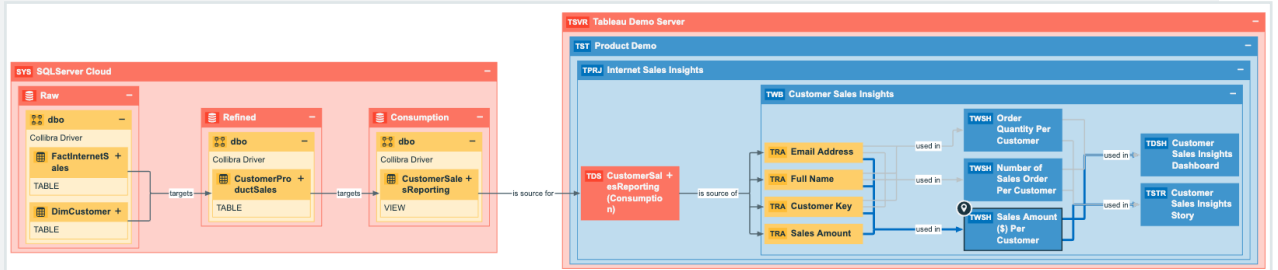 TSVR Tableau Demo Server
TST Product Demo
SYS SQLServer Cloud
TPRJ Internet Sales Insights
Raw
TWB Customer Sales Insights
dbo
Collibra Driver
FactInternetS
ales
TABLE
DimCustomer
TABLE
targets
Refined
dbo
Collibra Driver
CustomerPro
ductSales
TABLE
targets
Consumption
dbo
Collibra Driver
CustomerSale
sReporting
VIEW
is source for
TDS CustomerSal
esReporting
(Consumptio
n)
is source of
TRA Email Address
TRA Full Name
TRA Customer Key
TRA Sales Amount
used in
used in
used in
TWSH Order
Quantity Per
Customer
TWSH Number of
Sales Order
Per Customer
TWSH Sales Amount
($) Per
Customer
used in
used in
TDSH Customer
Sales Insights
Dashboard
TSTR Customer
Sales Insights
Story